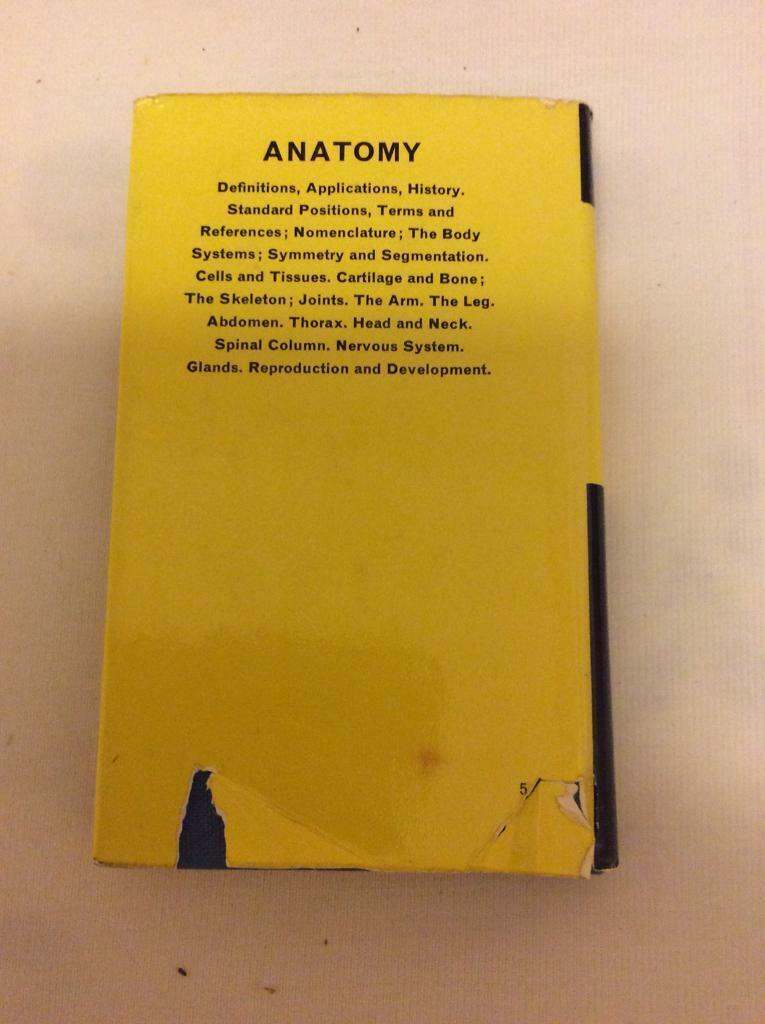 ANATOMY
Definitions, Applications, History.
Standard Positions, Terms and
References; Nomenclature; The Body
Systems; Symmetry and Segmentation.
Cells and Tissues. Cartilage and Bone;
The Skeleton; Joints. The Arm. The Leg.
Abdomen. Thorax. Head and Neck.
Spinal Column. Nervous System.
Glands. Reproduction and Development.
5